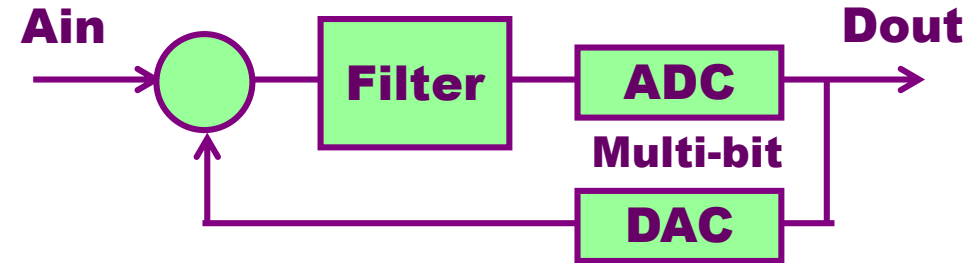 Ain
Dout
Filter
ADC
Multi-bit
DAC